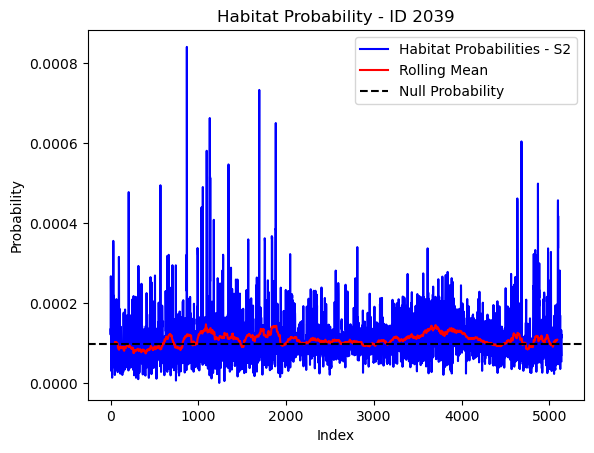 Habitat Probability - ID 2039
Habitat Probabilities - S2
Rolling Mean
Null Probability
Probability
0.0008
0.0006
0.0004
0.0002
0.0000
0
1000
2000
3000
4000
5000
Index